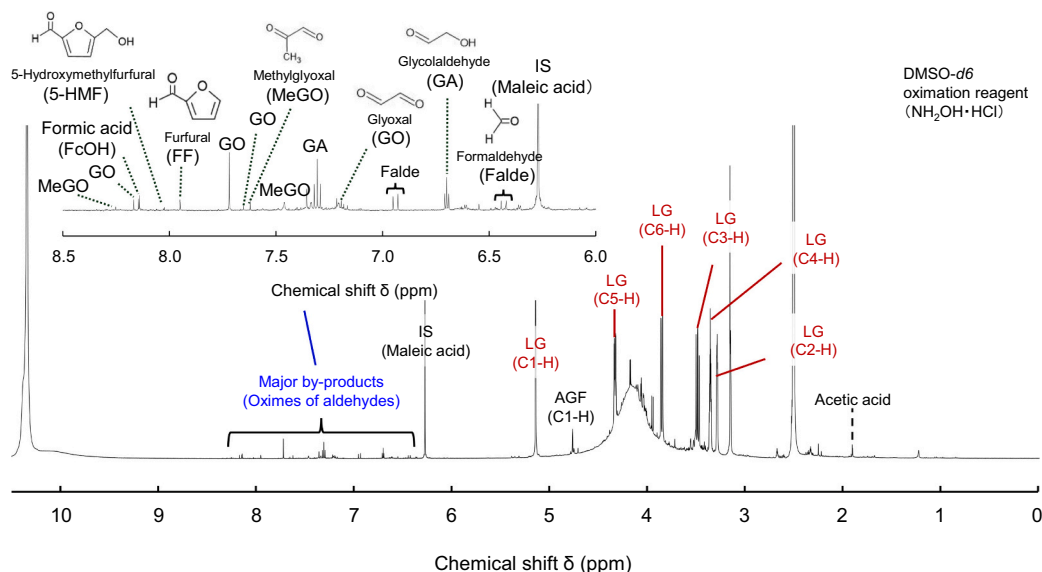 H
O
O
OH
5-Hydroxymethylfurfural
(5-HMF)
O
O
CH3
Methylglyoxal
(MeGO)
O
OH
Glycolaldehyde
(GA)
IS
(Maleic acid)
DMSO-d6
oximation reagent
(NH2OH・HCl)
H
O
O
Furfural
(FF)
O
O
Glyoxal
(GO)
H
O
H
Formaldehyde
(Falde)
Formic acid
(FcOH)
GO
MeGO
GO
GO
MeGO
GA
Falde
8.5 8.0 7.5 7.0 6.5 6.0
Chemical shift δ (ppm)
LG
(C6-H)
LG
(C3-H)
LG
(C4-H)
LG
(C5-H)
LG
(C2-H)
IS
(Maleic acid)
LG
(C1-H)
Major by-products
(Oximes of aldehydes)
AGF
(C1-H)
Acetic acid
10 9 8 7 6 5 4 3 2 1 0
Chemical shift δ (ppm)